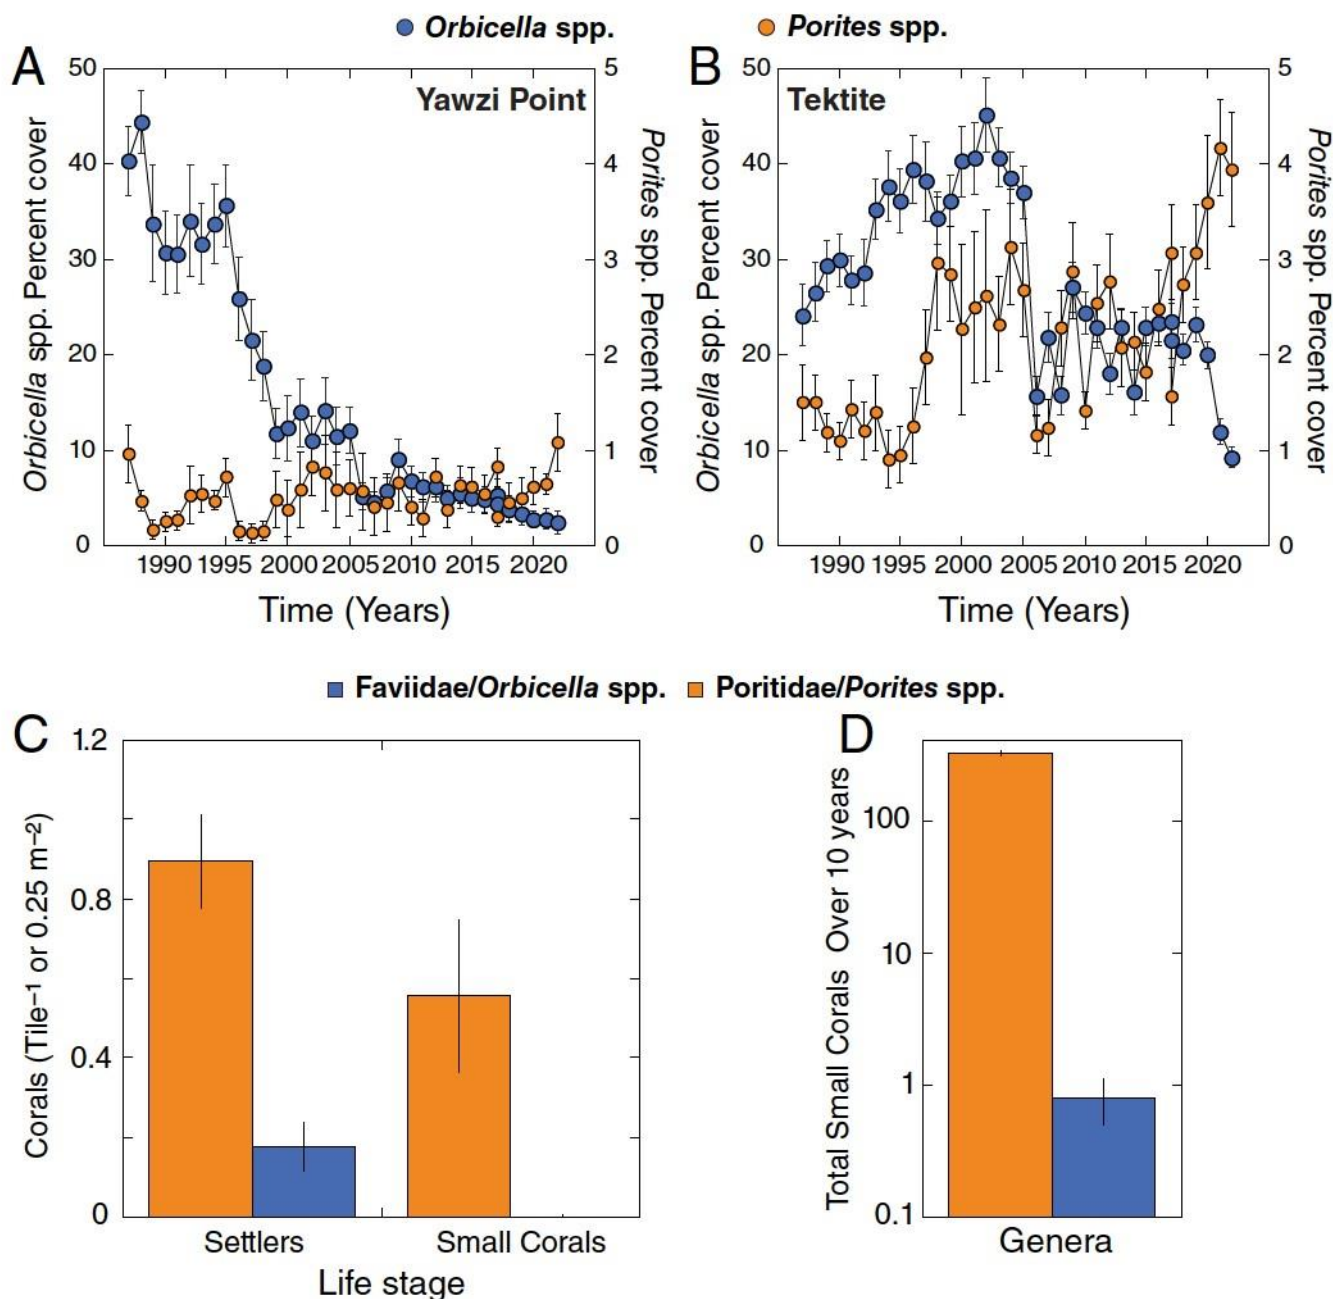 Orbicella spp. Porites spp.
A
Yawzi Point
50
40
30
20
10
0
Orbicella spp. Percent cover
5
4
3
2
1
0
Porites spp. Percent cover
1990 1995 2000 2005 2010 2015 2020
Time (Years)
B
Tektite
50
40
30
20
10
0
Orbicella spp. Percent cover
5
4
3
2
1
0
Porites spp. Percent cover
1990 1995 2000 2005 2010 2015 2020
Time (Years)
Faviidae/Orbicella spp. Poritidae/Porites spp.
C
1.2
0.8
0.4
0
Corals (Tile⁻¹ or 0.25 m⁻²)
Settlers Small Corals
Life stage
D
100
10
1
0.1
Total Small Corals Over 10 years
Genera